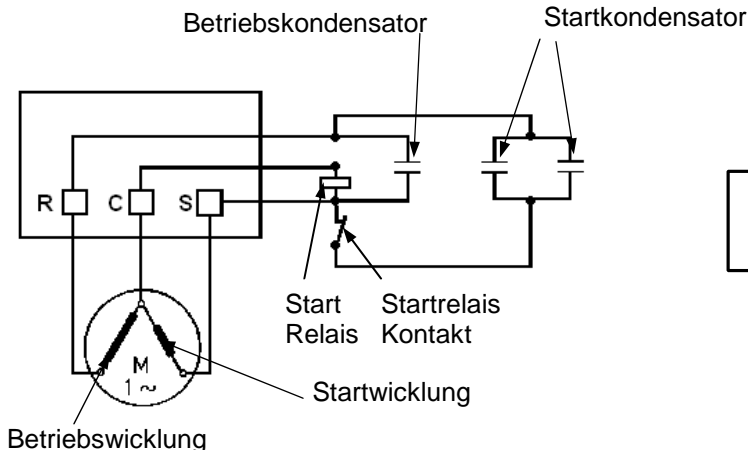 Betriebskondensator
Startkondensator
R
C
S
Start
Relais
Startrelais
Kontakt
M
1 ~
Startwicklung
Betriebswicklung